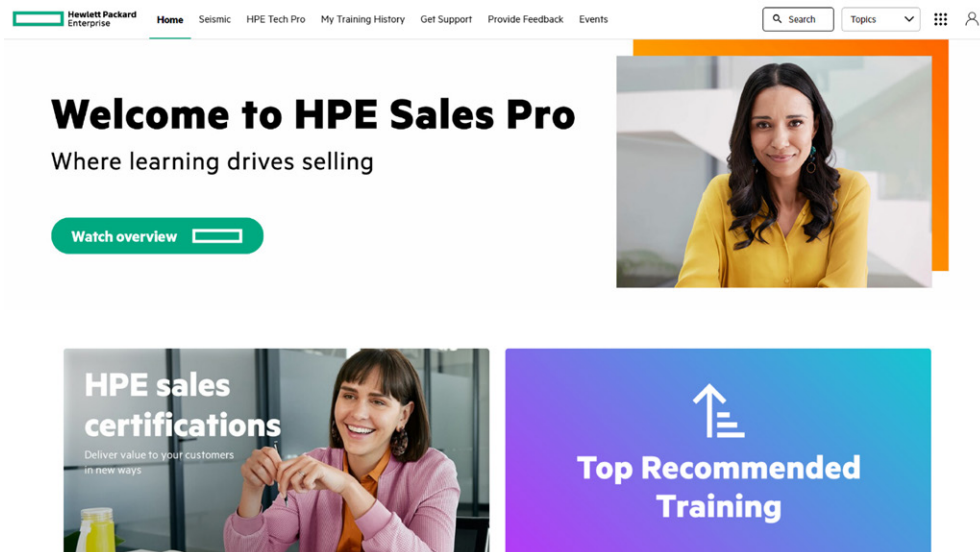 Hewlett Packard
Enterprise
Home Seismic HPE Tech Pro My Training History Get Support Provide Feedback Events
Search
Topics
Welcome to HPE Sales Pro
Where learning drives selling
Watch overview
HPE sales
certifications
Deliver value to your customers
in new ways
Top Recommended
Training